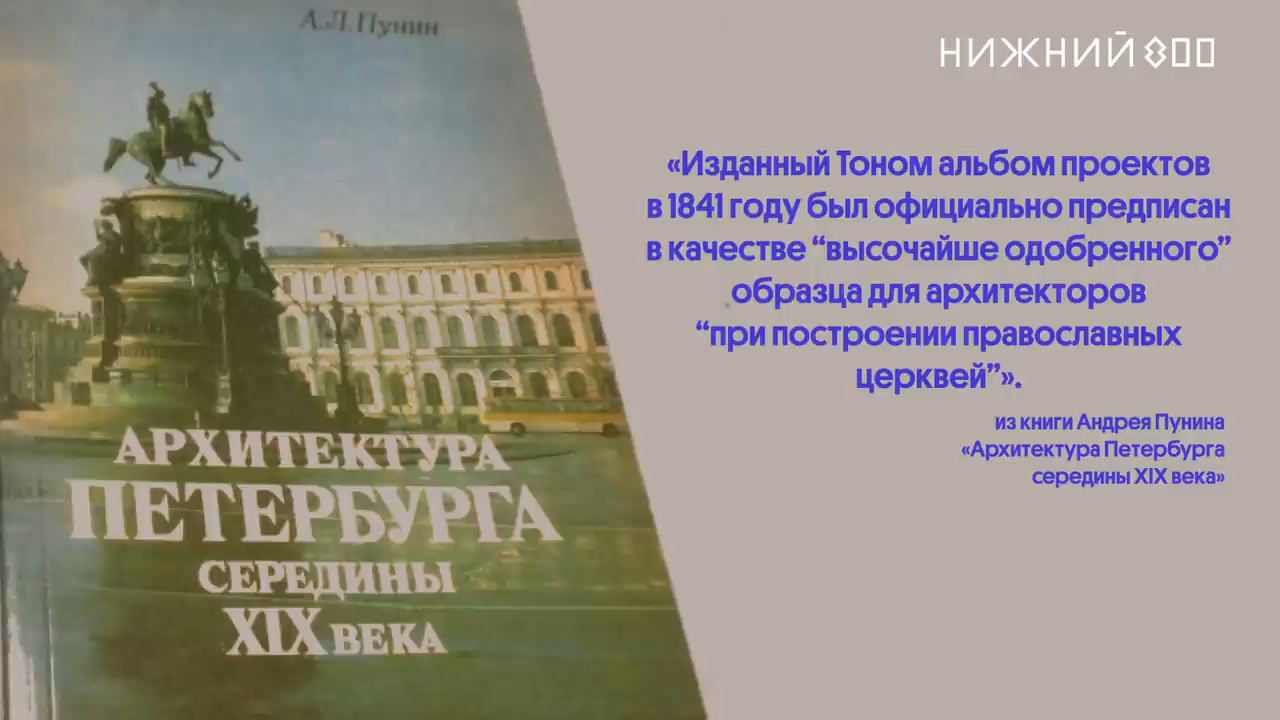 А.Л.Пунин
АРХИТЕКТУРА
ПЕТЕРБУРГА
СЕРЕДИНЫ
XIX ВЕКА
НИЖНИЙ 800
«Изданный Тоном альбом проектов
в 1841 году был официально предписан
в качестве “высочайше одобренного”
образца для архитекторов
“при построении православных
церквей”».
из книги Андрея Пунина
«Архитектура Петербурга
середины XIX века»